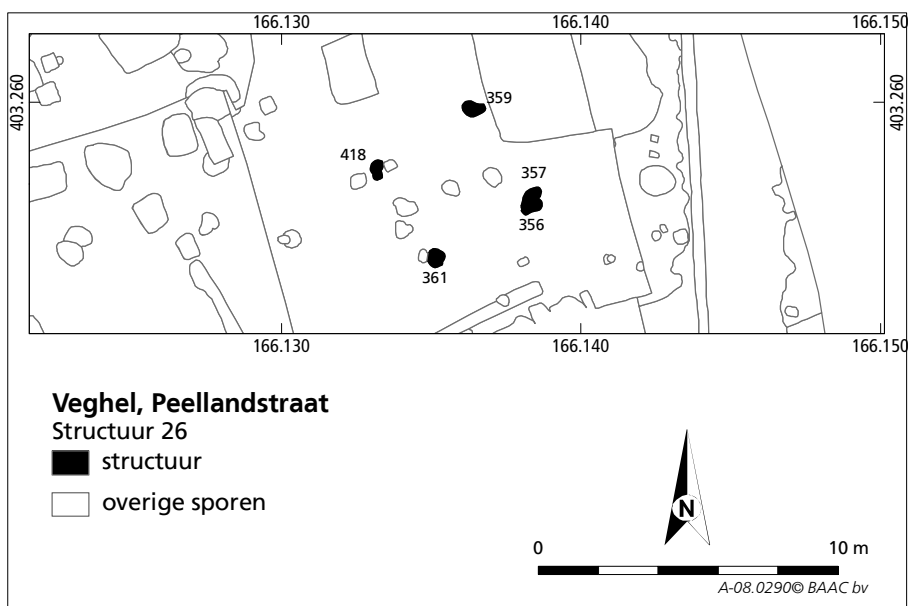 166.130 166.140 166.150
403.260 403.260
359
418
357
356
361
166.130 166.140 166.150
Veghel, Peellandstraat
Structuur 26
structuur
overige sporen
N
0 10 m
A-08.0290© BAAC bv